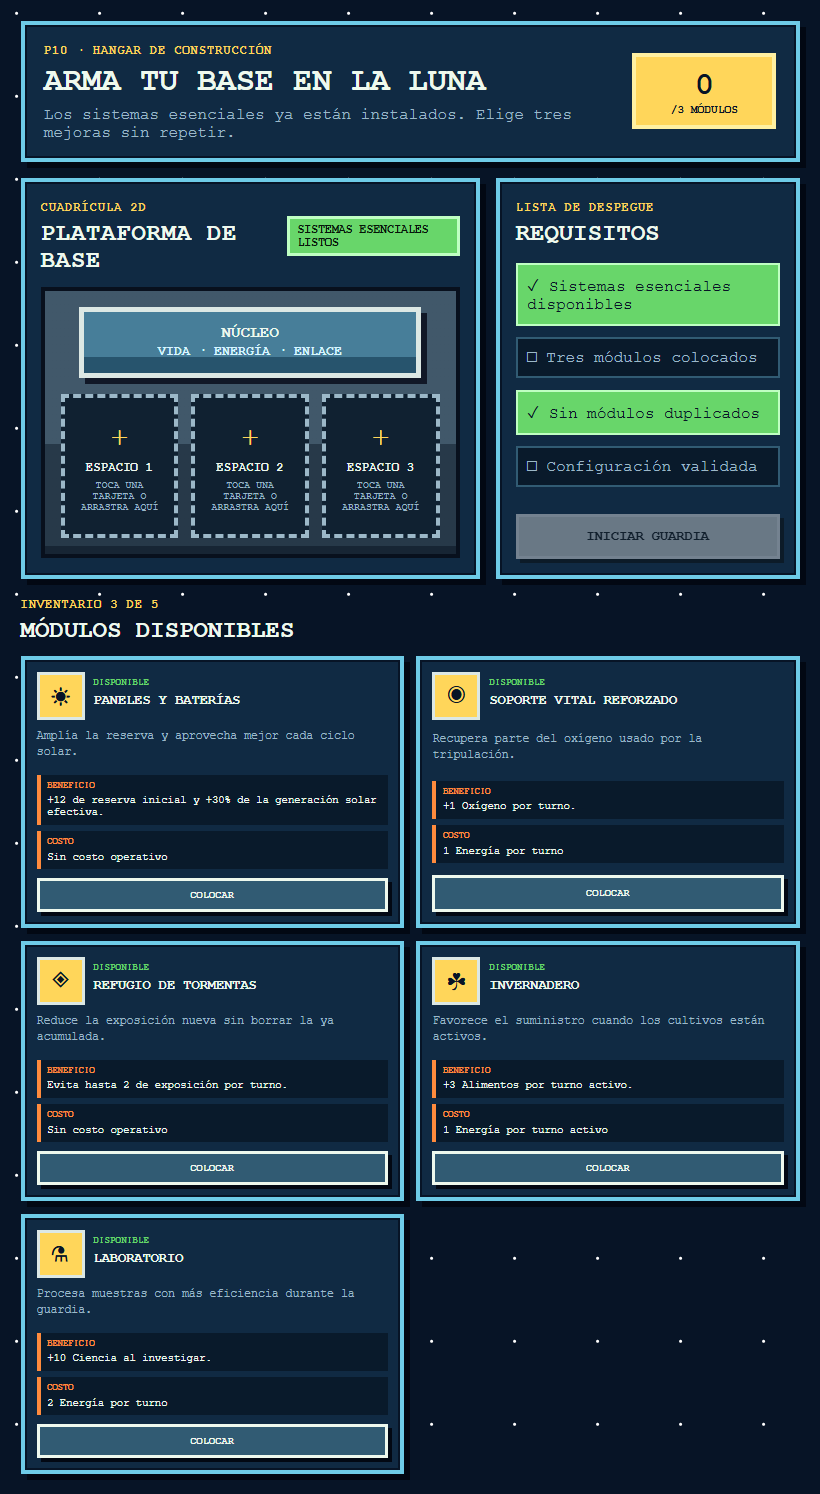 P10 · HANGAR DE CONSTRUCCIÓN
ARMA TU BASE EN LA LUNA
Los sistemas esenciales ya están instalados. Elige tres
mejoras sin repetir.
0
/3 MÓDULOS
CUADRÍCULA 2D
PLATAFORMA DE
BASE
SISTEMAS ESENCIALES
LISTOS
NÚCLEO
VIDA · ENERGÍA · ENLACE
+
ESPACIO 1
TOCA UNA
TARJETA O
ARRASTRA AQUÍ
+
ESPACIO 2
TOCA UNA
TARJETA O
ARRASTRA AQUÍ
+
ESPACIO 3
TOCA UNA
TARJETA O
ARRASTRA AQUÍ
LISTA DE DESPEGUE
REQUISITOS
✓ Sistemas esenciales
disponibles
☐ Tres módulos colocados
✓ Sin módulos duplicados
☐ Configuración validada
INICIAR GUARDIA
INVENTARIO 3 DE 5
MÓDULOS DISPONIBLES
DISPONIBLE
PANELES Y BATERÍAS
Amplía la reserva y aprovecha mejor cada ciclo
solar.
BENEFICIO
+12 de reserva inicial y +30% de la generación solar
efectiva.
COSTO
Sin costo operativo
COLOCAR
DISPONIBLE
SOPORTE VITAL REFORZADO
Recupera parte del oxígeno usado por la
tripulación.
BENEFICIO
+1 Oxígeno por turno.
COSTO
1 Energía por turno
COLOCAR
DISPONIBLE
REFUGIO DE TORMENTAS
Reduce la exposición nueva sin borrar la ya
acumulada.
BENEFICIO
Evita hasta 2 de exposición por turno.
COSTO
Sin costo operativo
COLOCAR
DISPONIBLE
INVERNADERO
Favorece el suministro cuando los cultivos están
activos.
BENEFICIO
+3 Alimentos por turno activo.
COSTO
1 Energía por turno activo
COLOCAR
DISPONIBLE
LABORATORIO
Procesa muestras con más eficiencia durante la
guardia.
BENEFICIO
+10 Ciencia al investigar.
COSTO
2 Energía por turno
COLOCAR